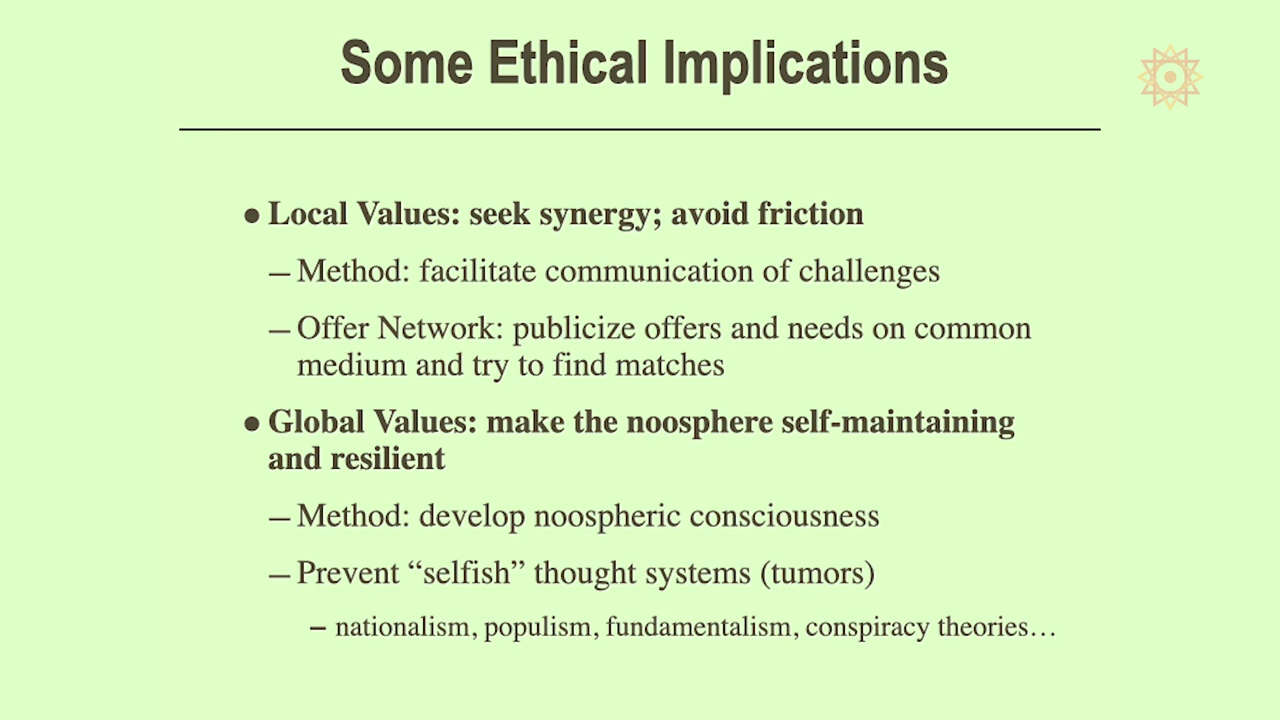 Some Ethical Implications
● Local Values: seek synergy; avoid friction
– Method: facilitate communication of challenges
– Offer Network: publicize offers and needs on common
medium and try to find matches
● Global Values: make the noosphere self-maintaining
and resilient
– Method: develop noospheric consciousness
– Prevent “selfish” thought systems (tumors)
– nationalism, populism, fundamentalism, conspiracy theories…